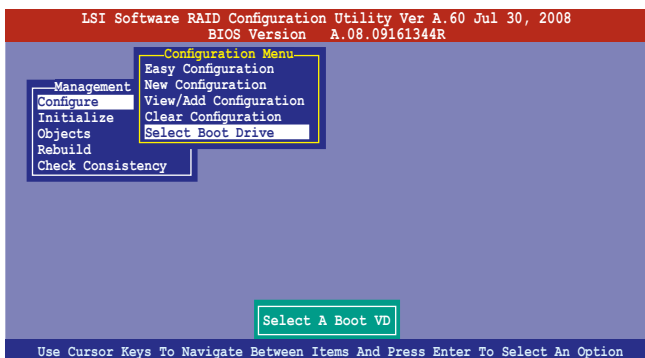 LSI Software RAID Configuration Utility Ver A.60 Jul 30, 2008
BIOS Version A.08.09161344R
Configuration Menu
Easy Configuration
New Configuration
View/Add Configuration
Clear Configuration
Select Boot Drive
Management
Configure
Initialize
Objects
Rebuild
Check Consistency
Select A Boot VD
Use Cursor Keys To Navigate Between Items And Press Enter To Select An Option